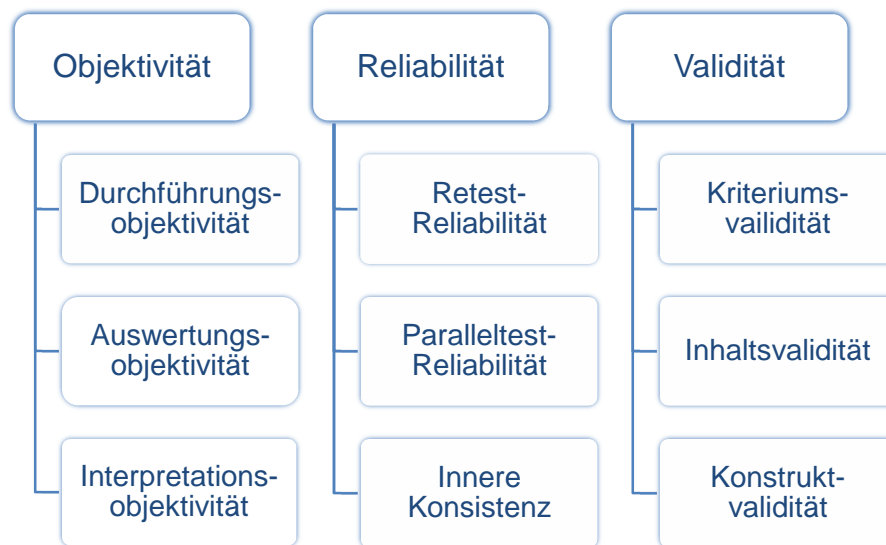 Objektivität
Durchführungs-
objektivität
Auswertungs-
objektivität
Interpretations-
objektivität
Reliabilität
Retest-
Reliabilität
Paralleltest-
Reliabilität
Innere
Konsistenz
Validität
Kriteriums-
vailidität
Inhaltsvalidität
Konstrukt-
validität